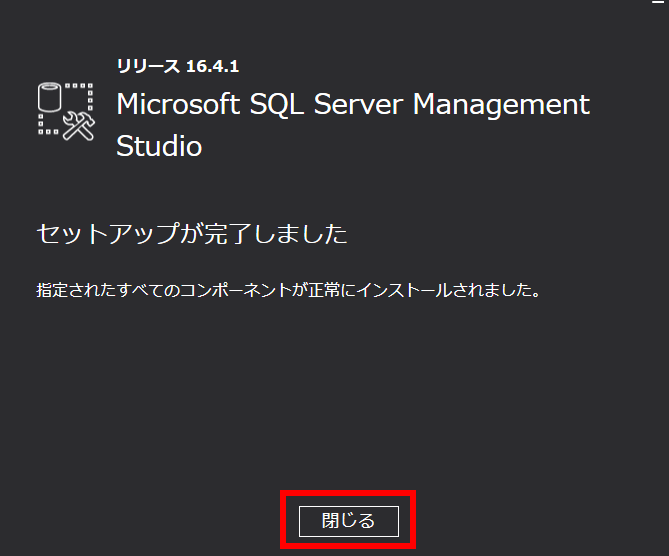 リリース 16.4.1
Microsoft SQL Server Management
Studio
セットアップが完了しました
指定されたすべてのコンポーネントが正常にインストールされました。
閉じる